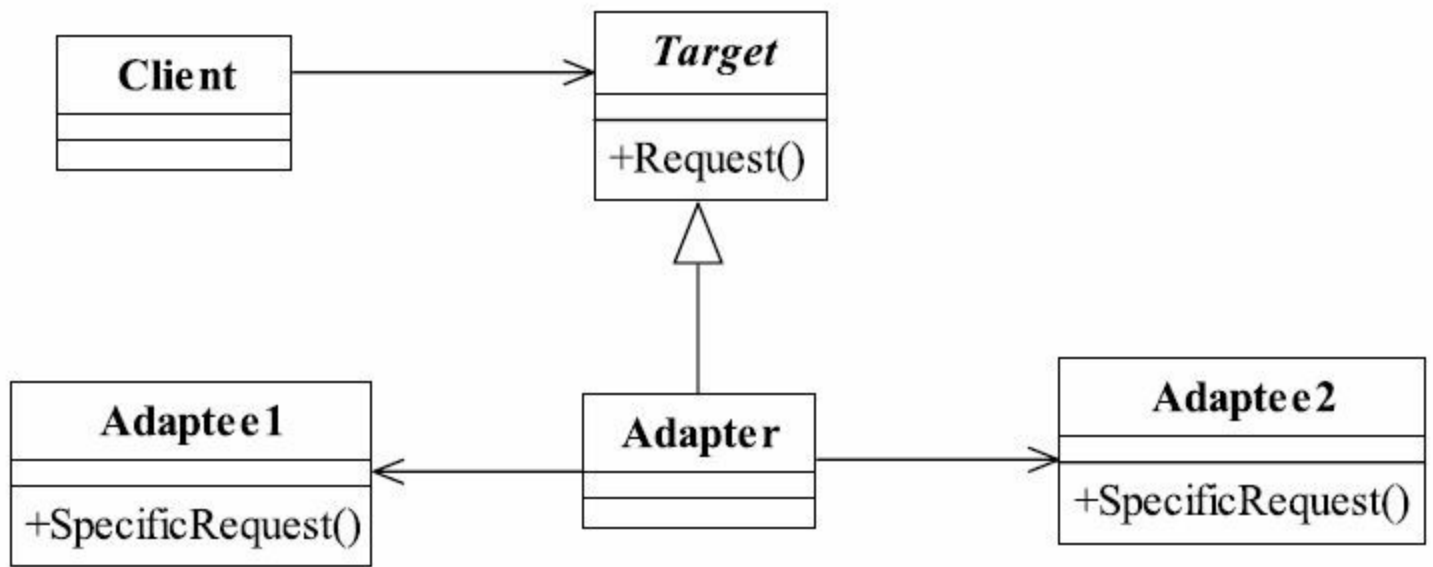 Client
Target
+Request()
Adaptee1
+SpecificRequest()
Adapter
Adaptee2
+SpecificRequest()